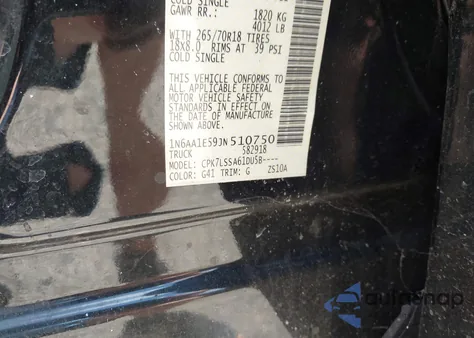 COLD SINGLE
GAWR RR.: 1820 KG
4012 LB
WITH 265/70R18 TIRES
18x8.0 RIMS AT 39 PSI
COLD SINGLE
THIS VEHICLE CONFORMS TO
ALL APPLICABLE FEDERAL
MOTOR VEHICLE SAFETY
STANDARDS IN EFFECT ON
THE DATE OF MANUFACTURE
SHOWN ABOVE.
1N6AA1E59JN510750
TRUCK 582918
MODEL: CPK7LSSA61DU5B----
COLOR: G41 TRIM: G ZS10A
autosnap